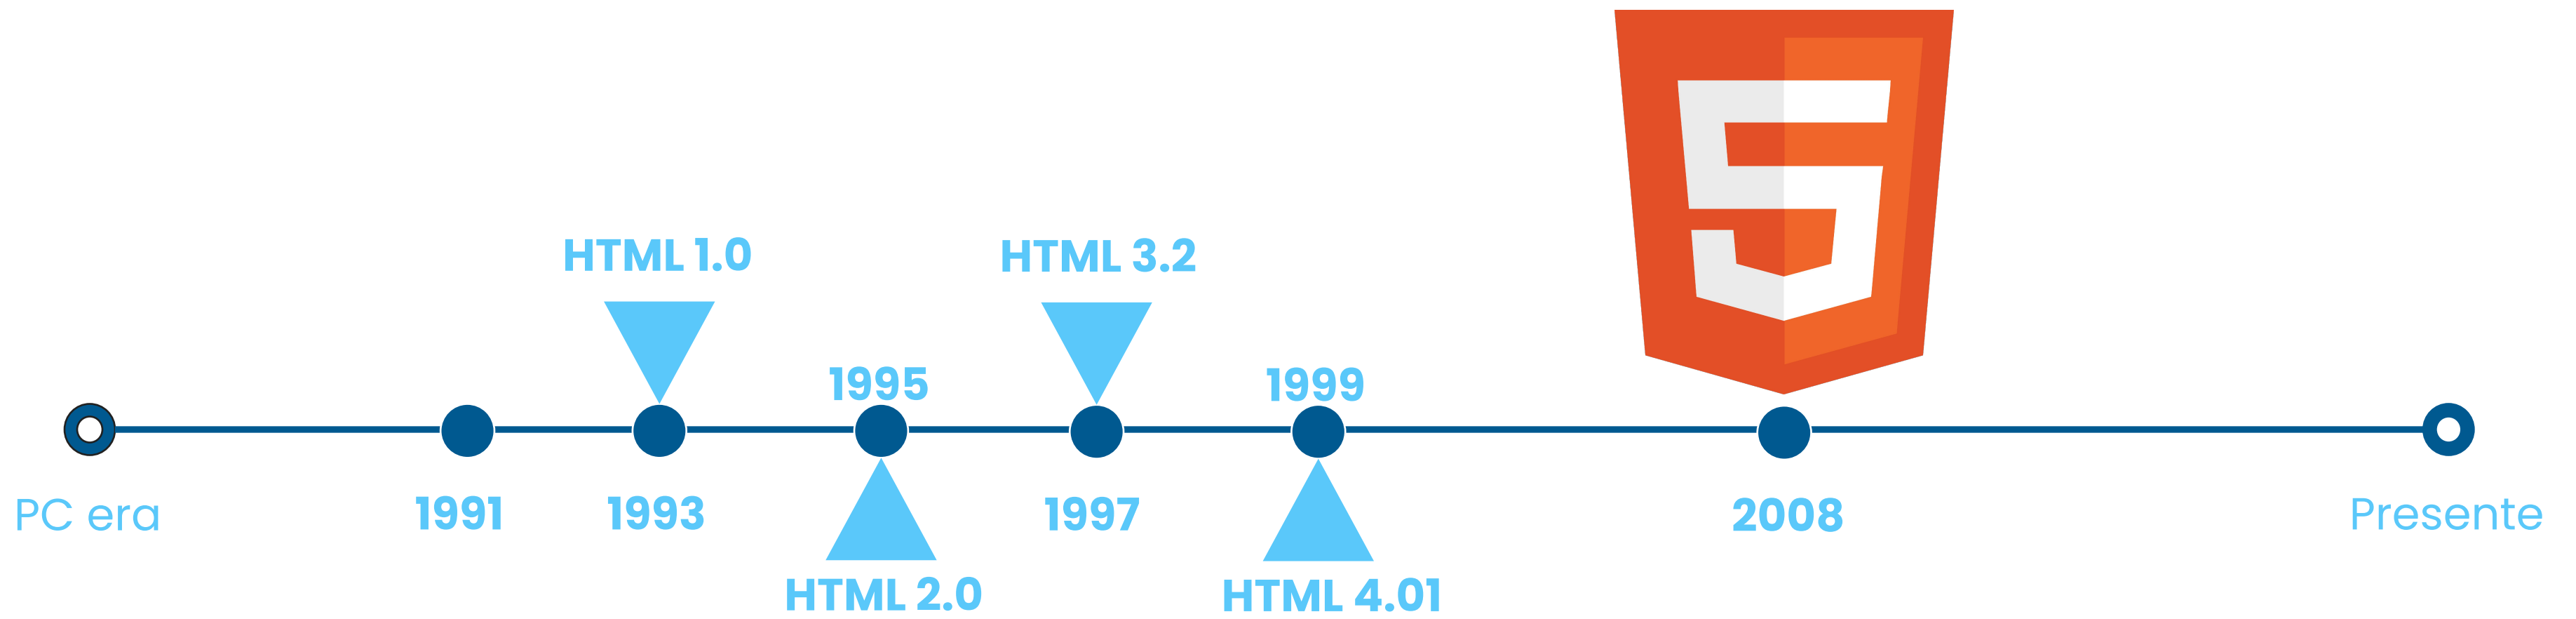 HTML 1.0
HTML 3.2
1995
1999
PC era
1991
1993
1997
2008
Presente
HTML 2.0
HTML 4.01